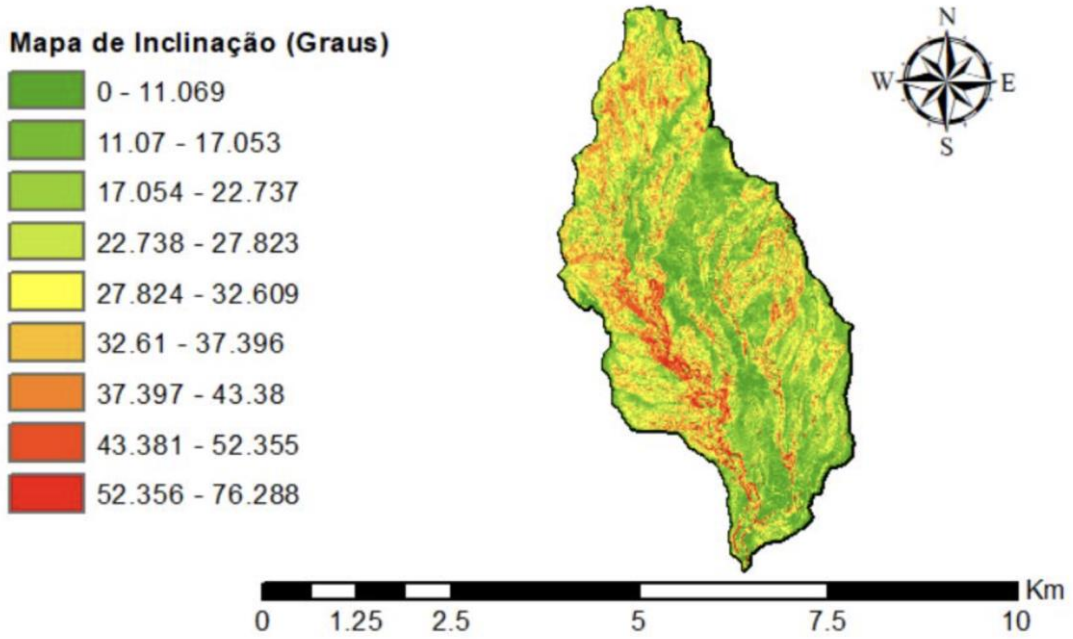 Mapa de Inclinação (Graus)
0 - 11.069
11.07 - 17.053
17.054 - 22.737
22.738 - 27.823
27.824 - 32.609
32.61 - 37.396
37.397 - 43.38
43.381 - 52.355
52.356 - 76.288
N
W E
S
Km
0 1.25 2.5 5 7.5 10